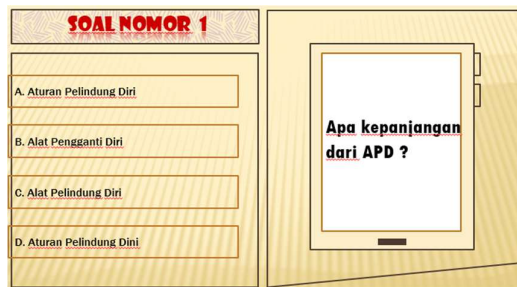 SOAL NOMOR 1
A. Aturan Pelindung Diri
B. Alat Pengganti Diri
C. Alat Pelindung Diri
D. Aturan Pelindung Dini
Apa kepanjangan
dari APD ?